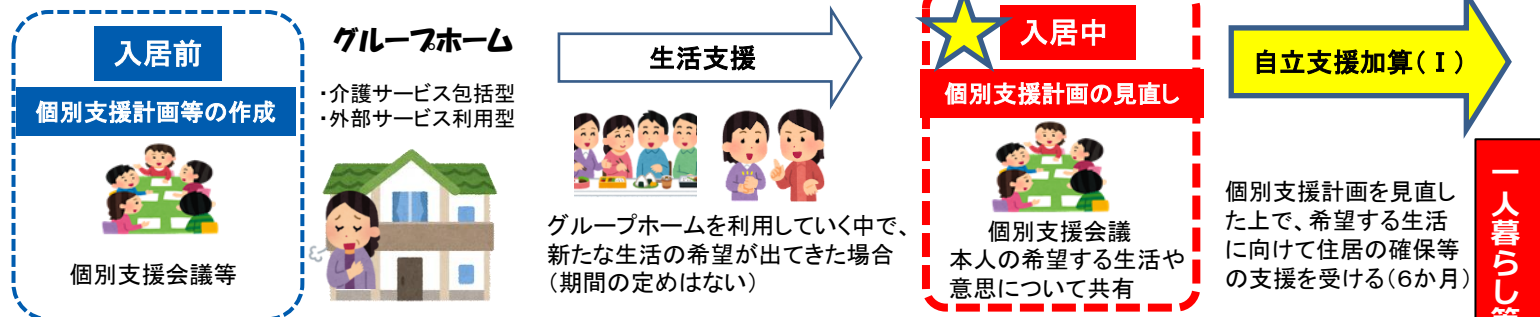 入居前
個別支援計画等の作成
個別支援会議等
グループホーム
・介護サービス包括型
・外部サービス利用型
生活支援
グループホームを利用していく中で、
新たな生活の希望が出てきた場合
(期間の定めはない)
入居中
個別支援計画の見直し
個別支援会議
本人の希望する生活や
意思について共有
自立支援加算(Ⅰ)
個別支援計画を見直し
た上で、希望する生活
に向けて住居の確保等
の支援を受ける(6か月)
一人暮らし等